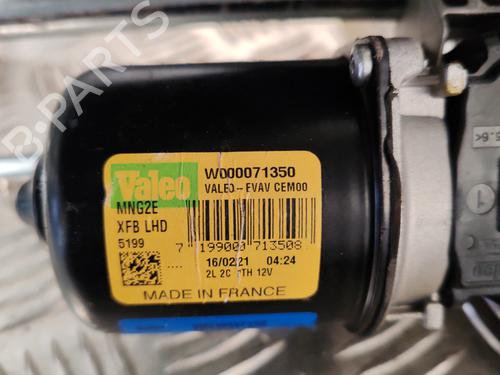 B-PARTS
Valeo
W000071350
VALEO-FVAV CEM00
MNG2E
XFB LHD
5199
7 199000 713508
16/02/21 04:24
2L 2C TH 12V
MADE IN FRANCE